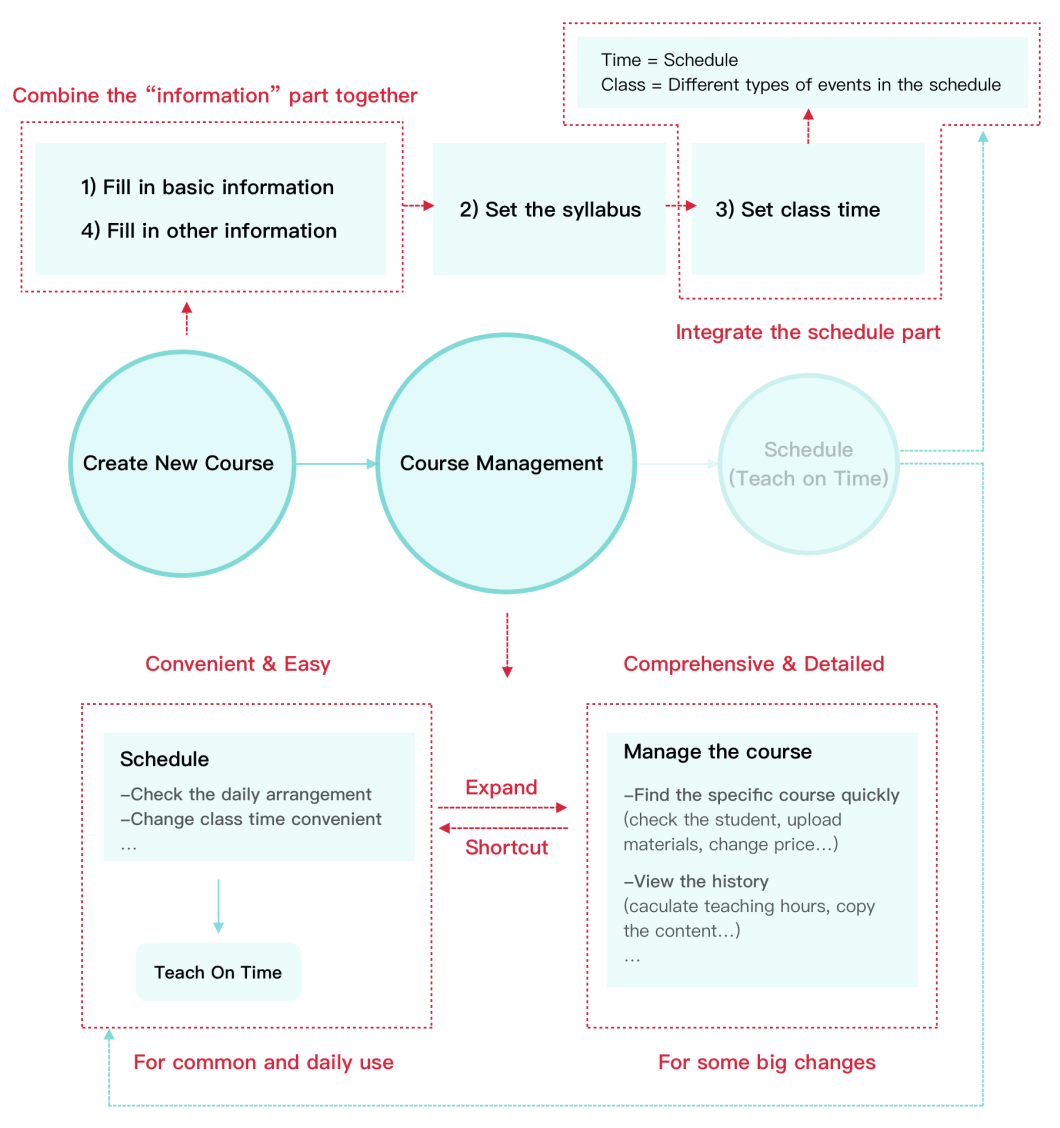 Time = Schedule
Class = Different types of events in the schedule
Combine the “information” part together
1) Fill in basic information
4) Fill in other information
2) Set the syllabus
3) Set class time
Integrate the schedule part
Create New Course
Course Management
Schedule
(Teach on Time)
Convenient & Easy
Comprehensive & Detailed
Schedule
–Check the daily arrangement
–Change class time convenient
...
Teach On Time
Expand
Shortcut
Manage the course
–Find the specific course quickly
(check the student, upload
materials, change price...)
–View the history
(caculate teaching hours, copy
the content...)
...
For common and daily use
For some big changes